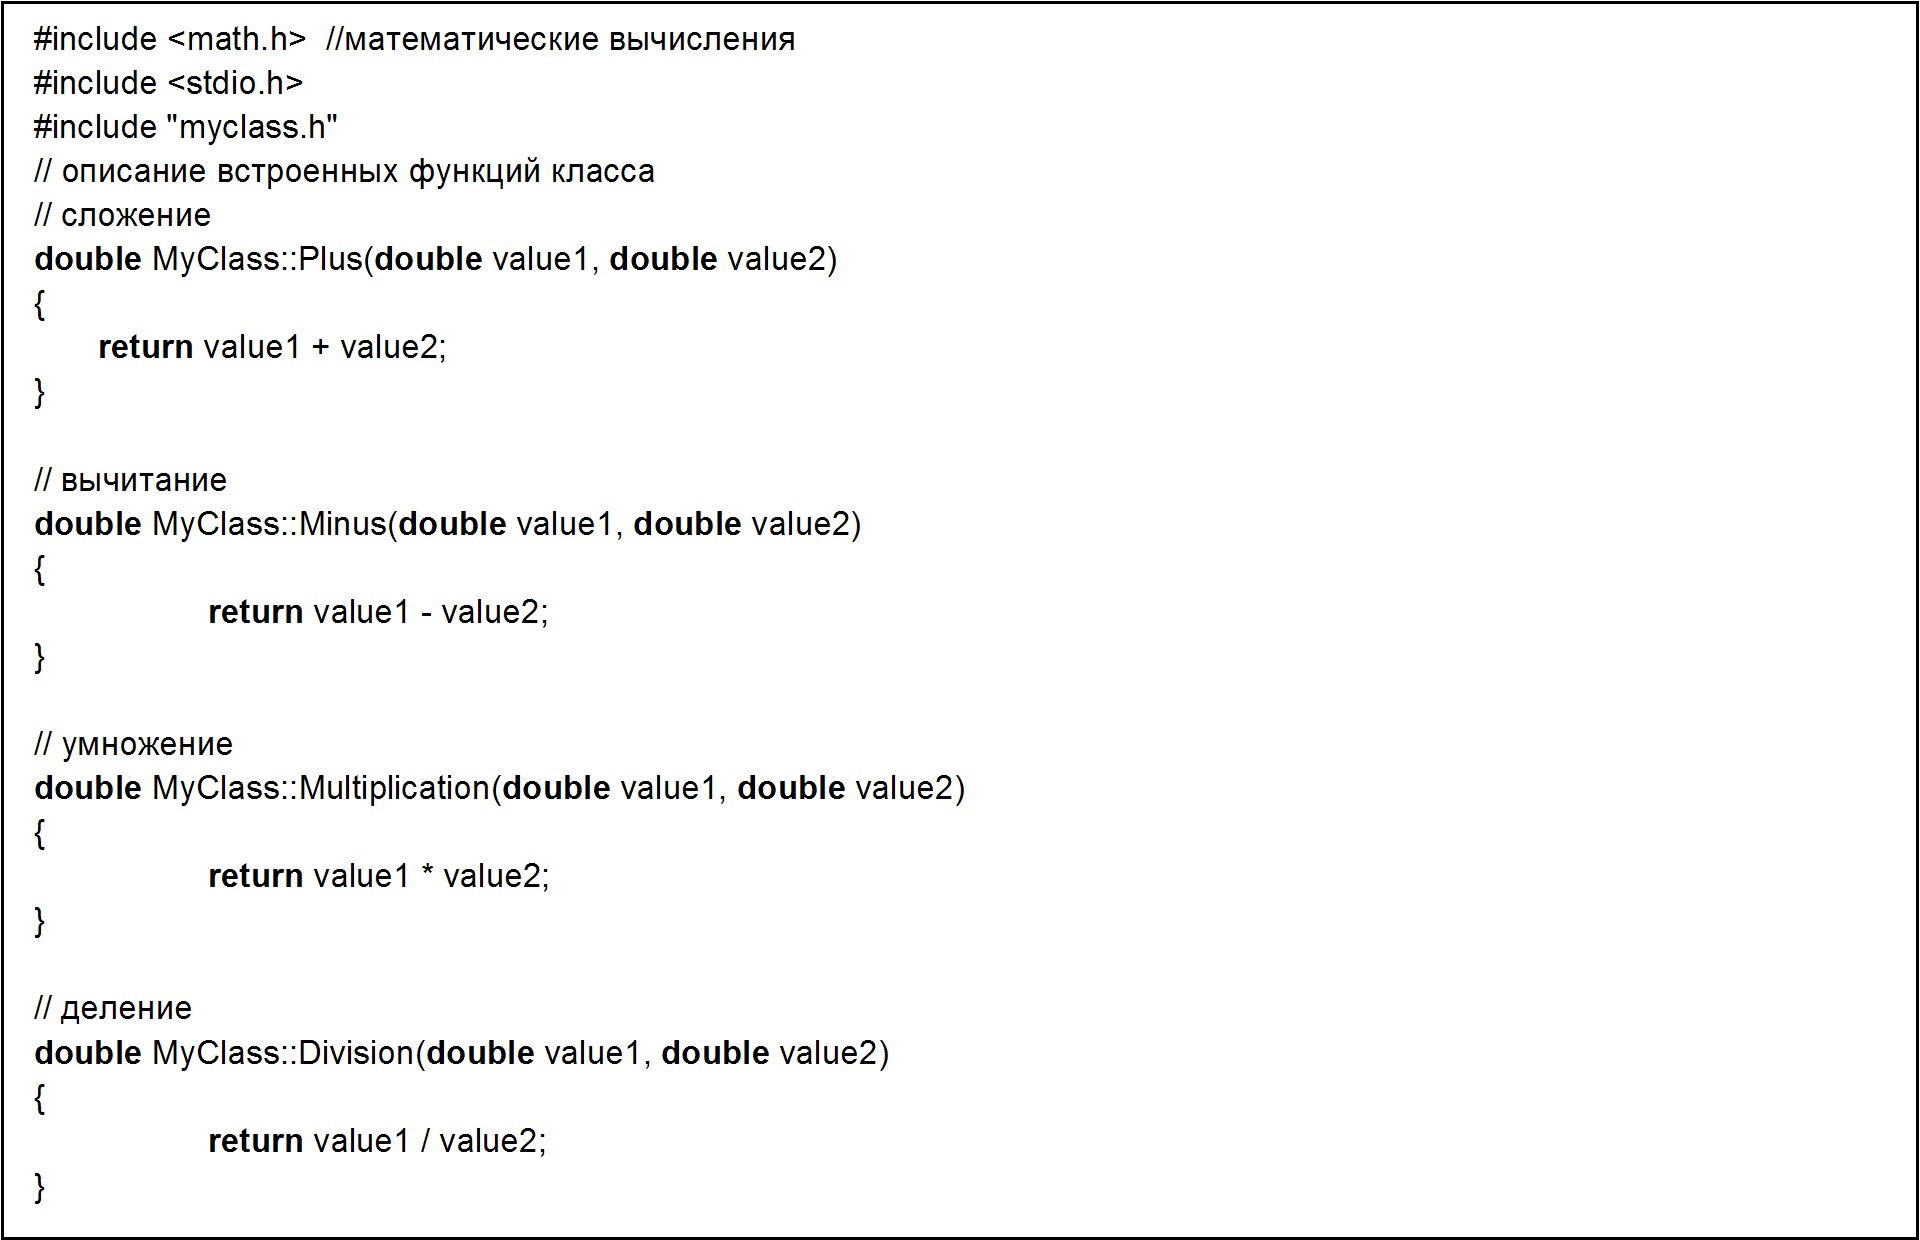 #include <math.h>  //математические вычисления
#include <stdio.h>
#include "myclass.h"
// описание встроенных функций класса
// сложение
double MyClass::Plus(double value1, double value2)
{
return value1 + value2;
}
// вычитание
double MyClass::Minus(double value1, double value2)
{
return value1 - value2;
}
// умножение
double MyClass::Multiplication(double value1, double value2)
{
return value1 * value2;
}
// деление
double MyClass::Division(double value1, double value2)
{
return value1 / value2;
}